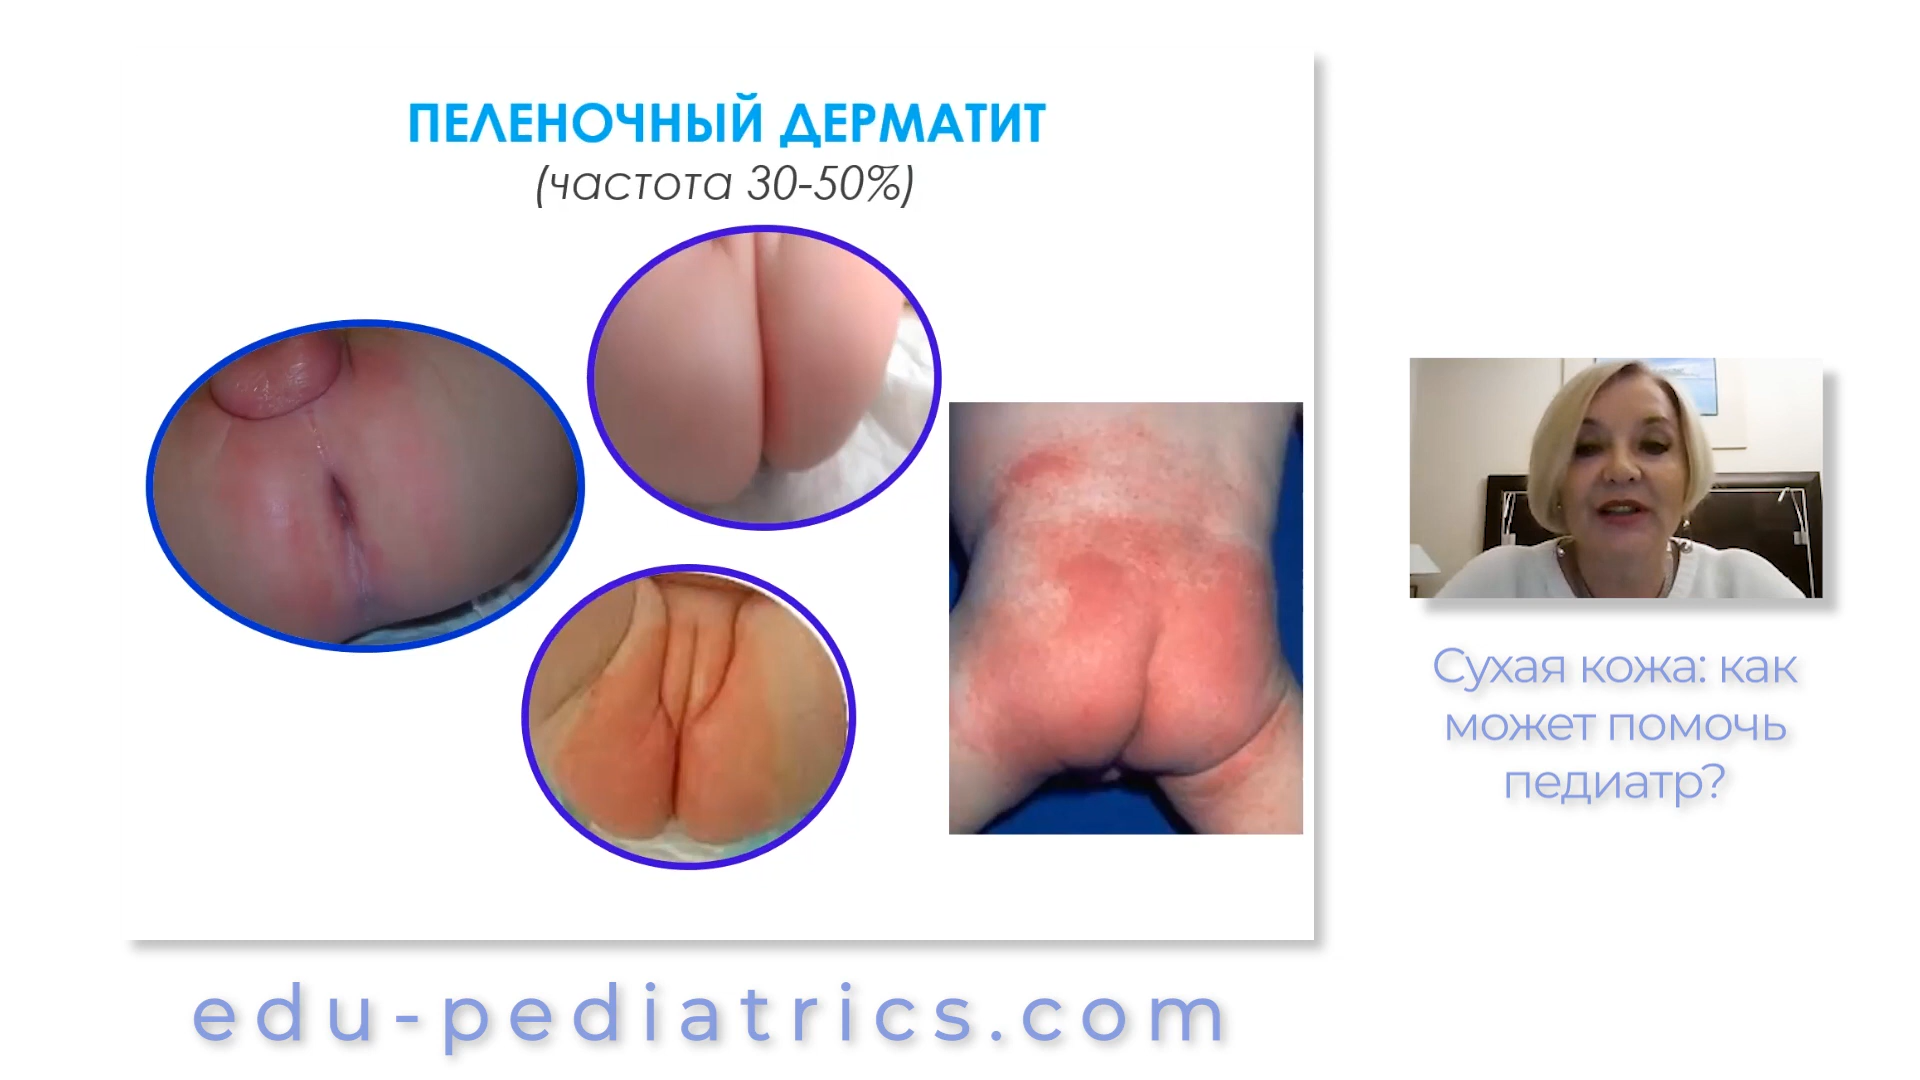 ПЕЛЕНОЧНЫЙ ДЕРМАТИТ
(частота 30-50%)
Сухая кожа: как
может помочь
педиатр?
edu-pediatrics.com